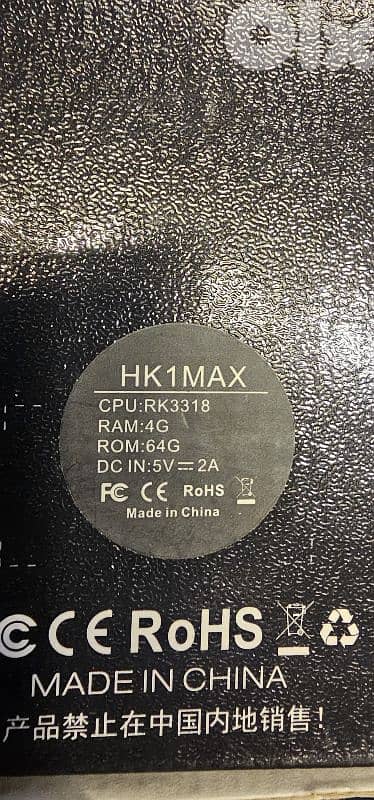 HK1MAX
CPU:RK3318
RAM:4G
ROM:64G
DC IN:5V⎓2A
FC CE RoHS
Made in China
CE RoHS
MADE IN CHINA
产品禁止在中国内地销售!